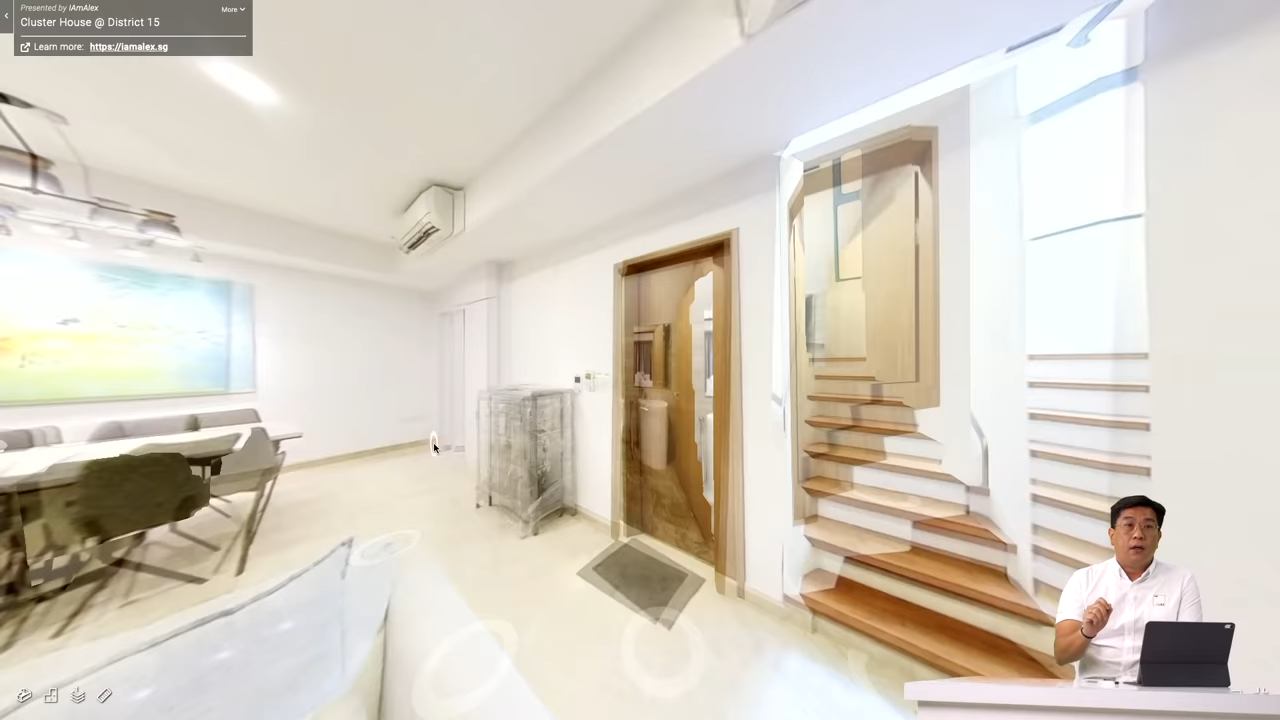 Presented by IAmAlex
More
Cluster House @ District 15
Learn more: https://iamalex.sg